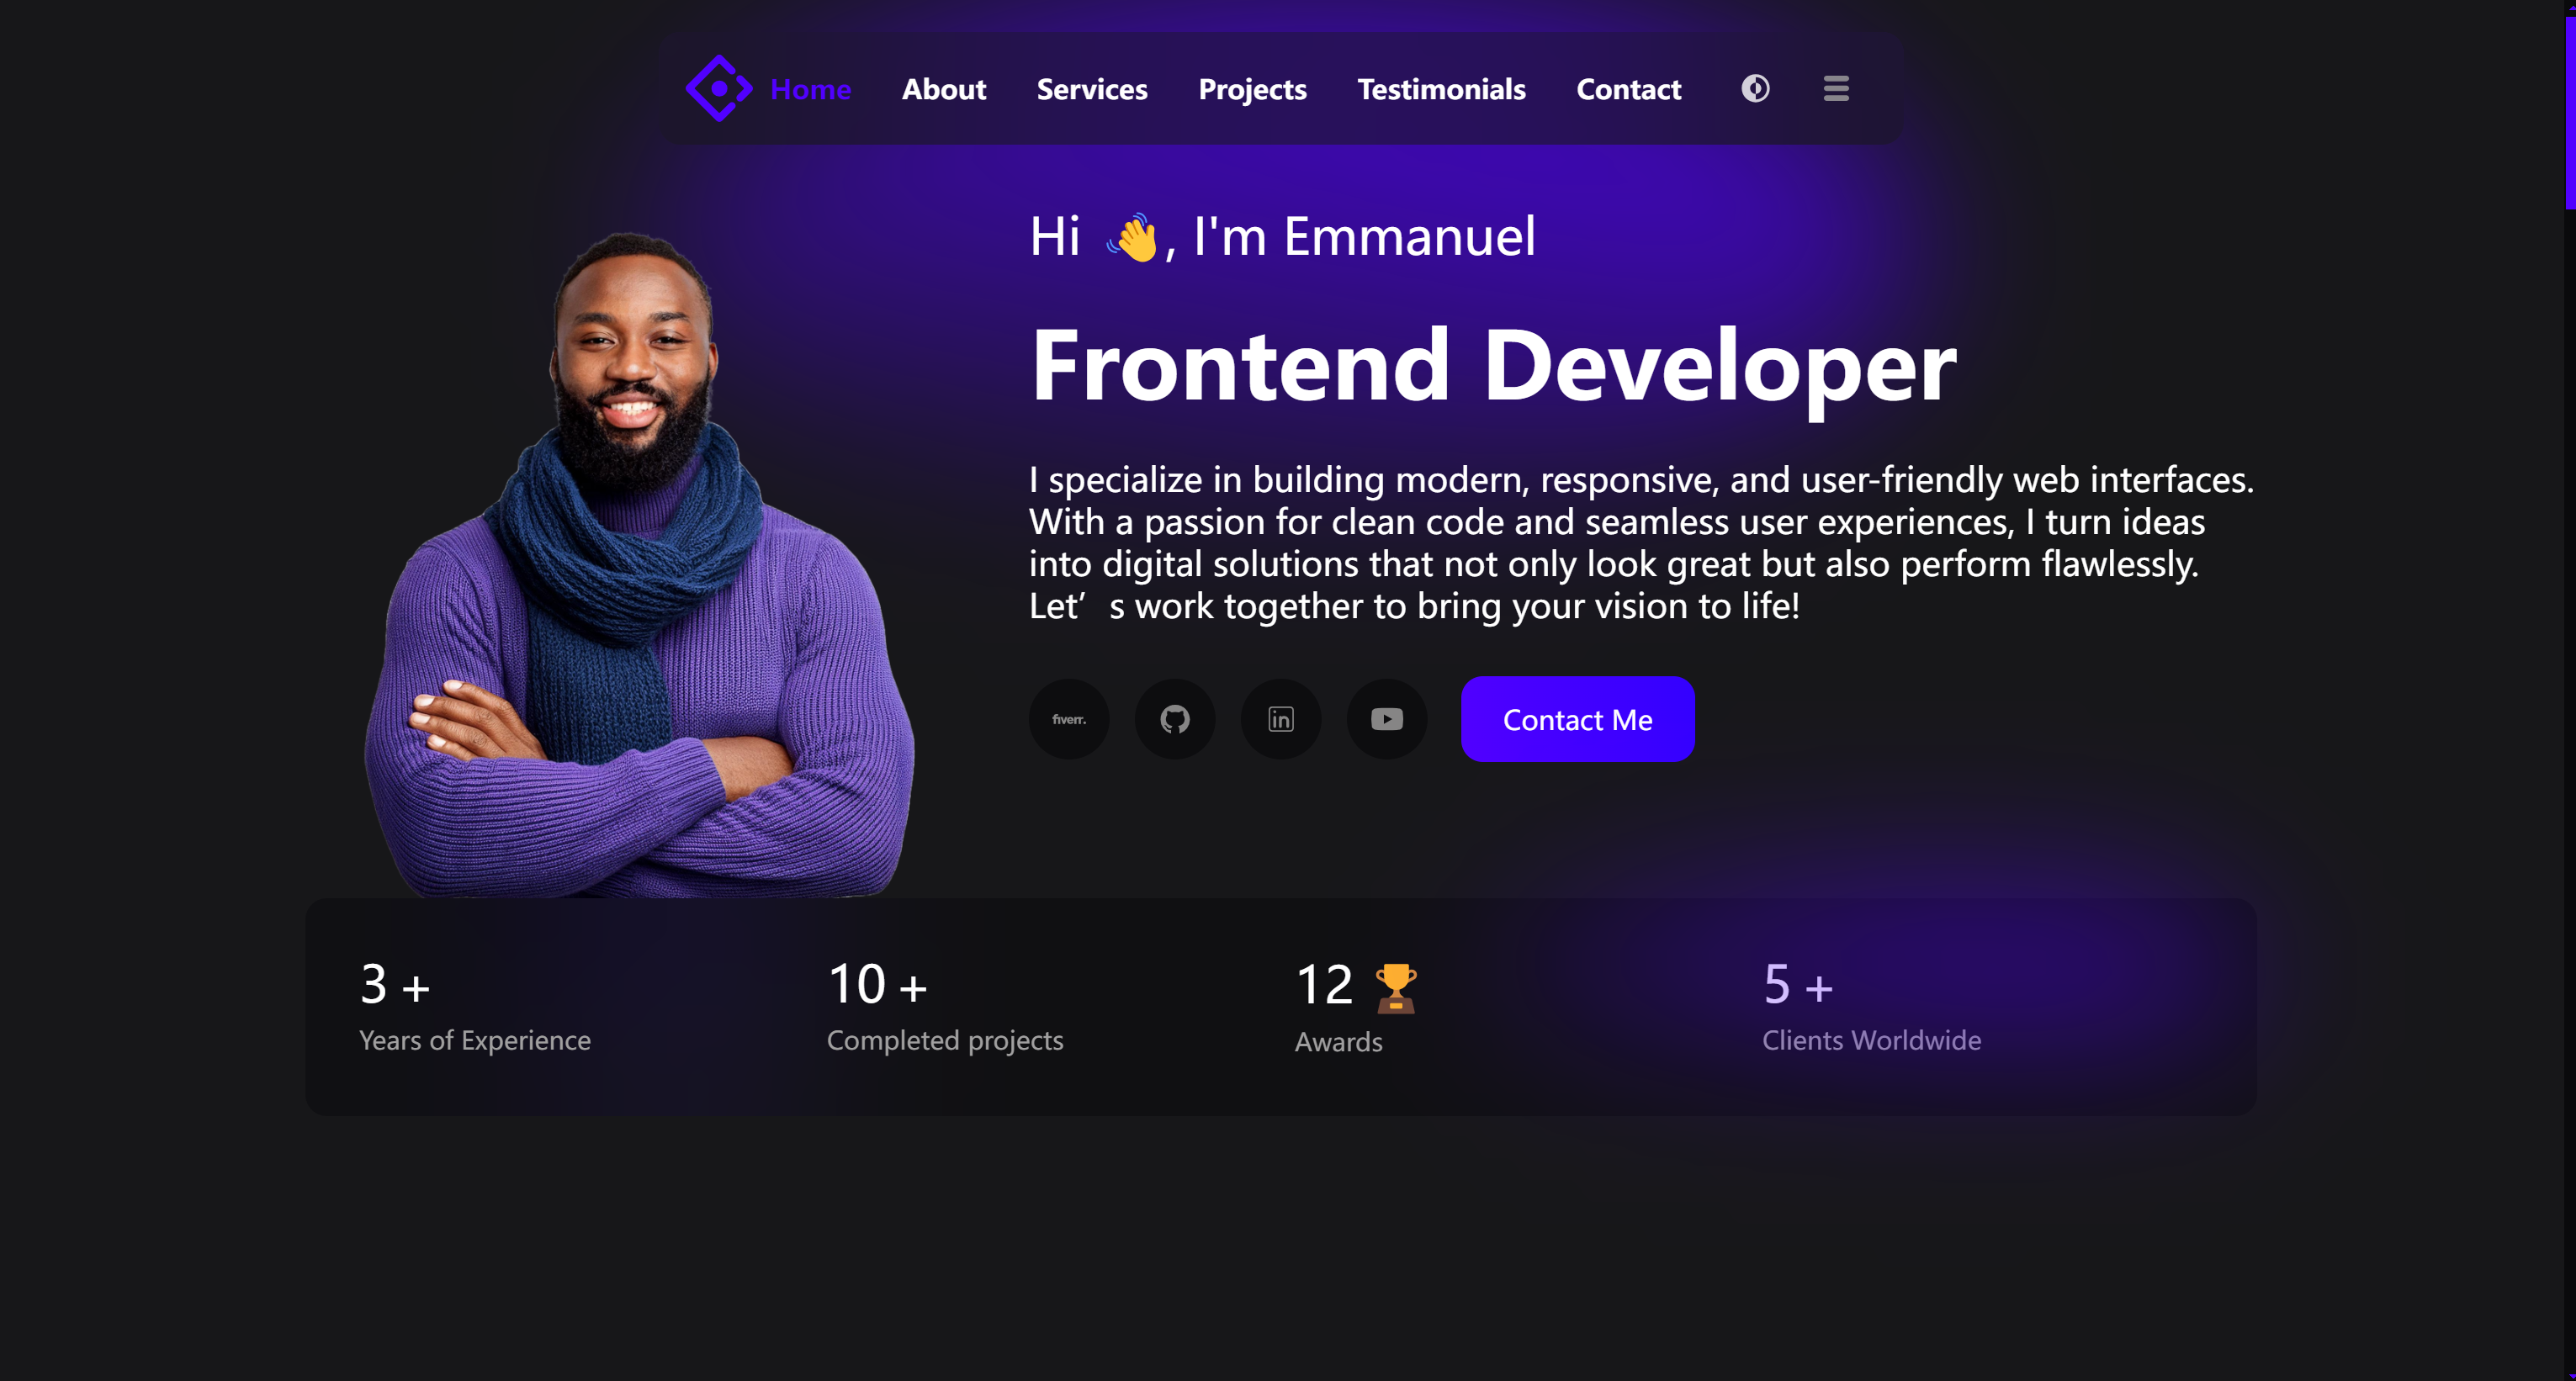 Home About Services Projects Testimonials Contact
Hi 👋, I'm Emmanuel
Frontend Developer
I specialize in building modern, responsive, and user-friendly web interfaces.
With a passion for clean code and seamless user experiences, I turn ideas
into digital solutions that not only look great but also perform flawlessly.
Let’s work together to bring your vision to life!
fiverr. in Contact Me
3 + 10 + 12 🏆 5 +
Years of Experience Completed projects Awards Clients Worldwide